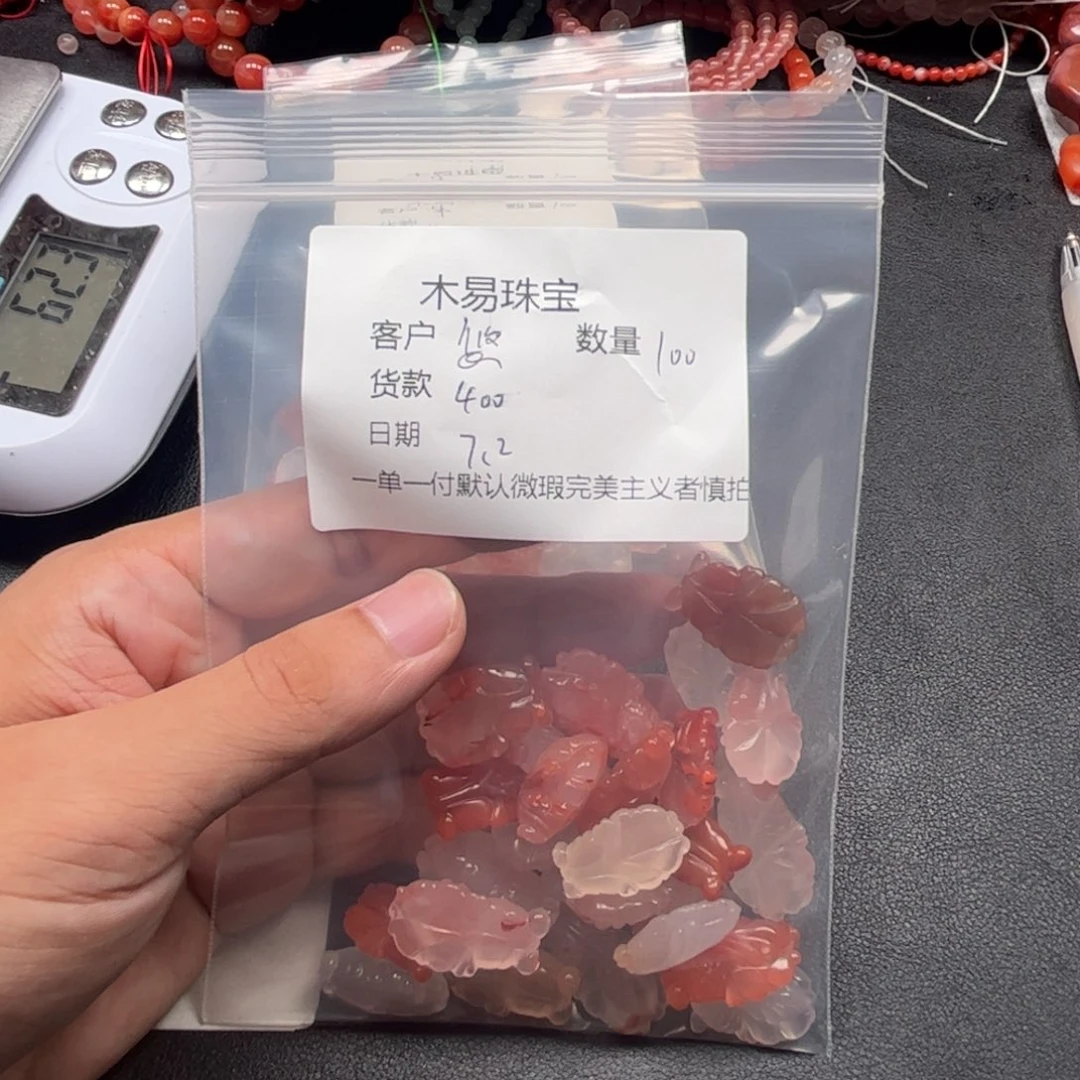 木易珠宝
客户 悠 数量 100
货款 400
日期 7.2
一单一付默认微瑕完美主义者慎拍